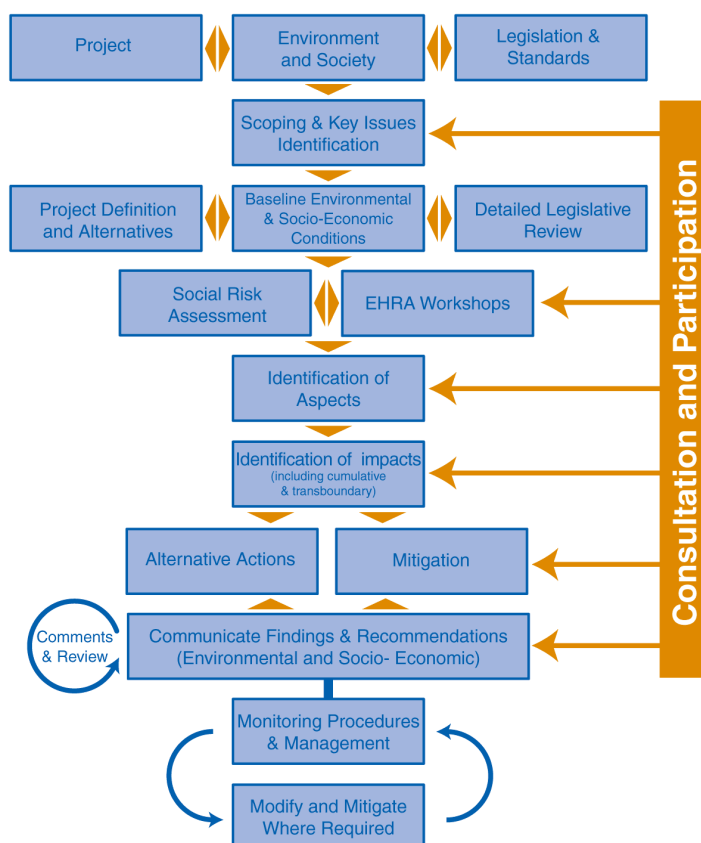 Project
Environment
and Society
Legislation &
Standards
Scoping & Key Issues
Identification
Project Definition
and Alternatives
Baseline Environmental
& Socio-Economic
Conditions
Detailed Legislative
Review
Social Risk
Assessment
EHRA Workshops
Identification of
Aspects
Identification of impacts
(including cumulative
& transboundary)
Alternative Actions
Mitigation
Comments
& Review
Communicate Findings & Recommendations
(Environmental and Socio- Economic)
Monitoring Procedures
& Management
Modify and Mitigate
Where Required
Consultation and Participation